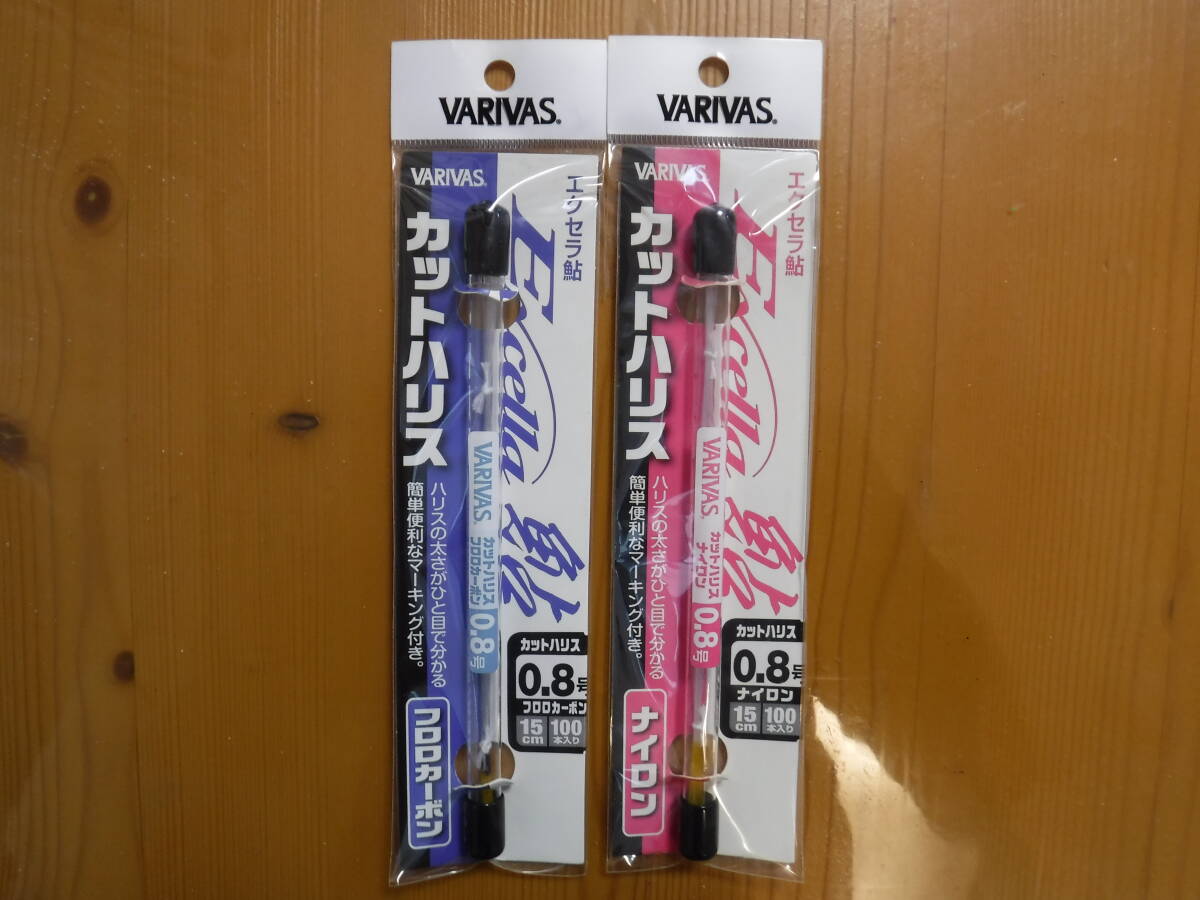 VARIVAS®
VARIVAS®
エクセラ鮎
Excella
鮎
カットハリス
ハリスの太さがひと目で分かる
簡単便利なマーキング付き。
フロロカーボン
VARIVAS®
カットハリス
フロロカーボン
0.8号
カットハリス
0.8号
フロロカーボン
15cm
100本入り
VARIVAS®
VARIVAS®
エクセラ鮎
Excella
鮎
カットハリス
ハリスの太さがひと目で分かる
簡単便利なマーキング付き。
ナイロン
VARIVAS®
カットハリス
ナイロン
0.8号
カットハリス
0.8号
ナイロン
15cm
100本入り